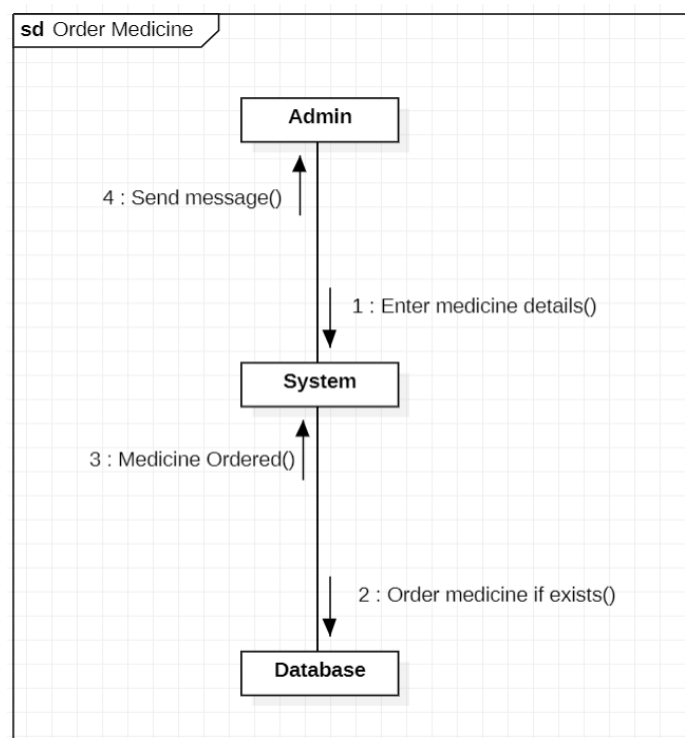 sd Order Medicine
Admin
4 : Send message()
1 : Enter medicine details()
System
3 : Medicine Ordered()
2 : Order medicine if exists()
Database